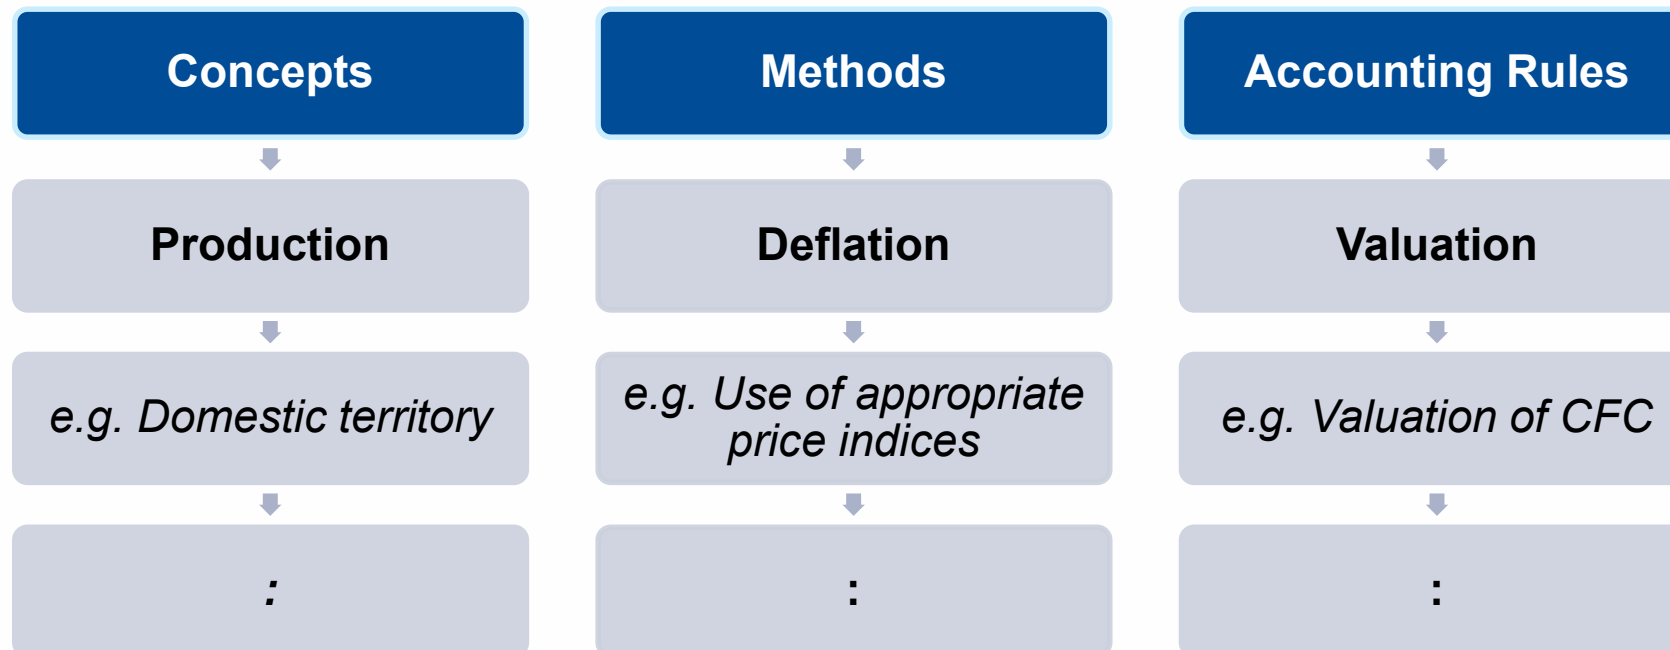 Concepts
Production
e.g. Domestic territory
:
Methods
Deflation
e.g. Use of appropriate
price indices
:
Accounting Rules
Valuation
e.g. Valuation of CFC
: